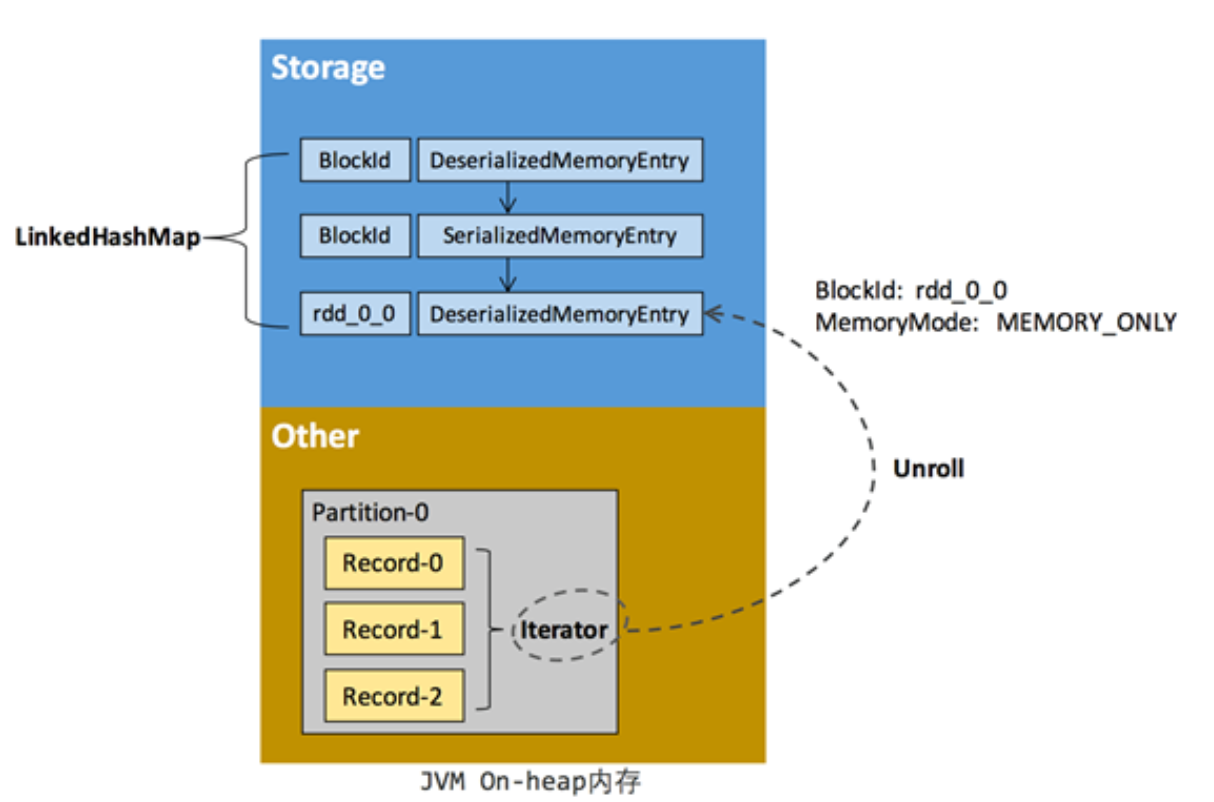 Storage
BlockId DeserializedMemoryEntry
LinkedHashMap
BlockId SerializedMemoryEntry
rdd_0_0 DeserializedMemoryEntry
BlockId: rdd_0_0
MemoryMode: MEMORY_ONLY
Other
Unroll
Partition-0
Record-0
Record-1
Iterator
Record-2
JVM On-heap内存